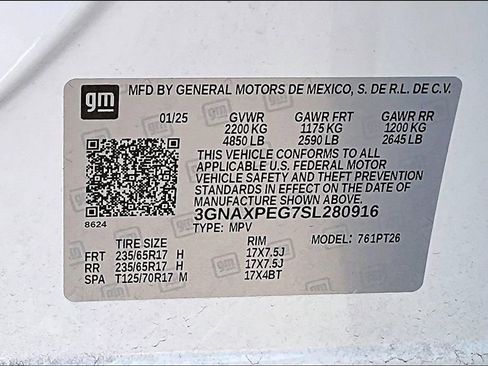 gm MFD BY GENERAL MOTORS DE MEXICO, S. DE R.L. DE C.V.
01/25 GVWR GAWR FRT GAWR RR
2200 KG 1175 KG 1200 KG
4850 LB 2590 LB 2645 LB
THIS VEHICLE CONFORMS TO ALL
APPLICABLE U.S. FEDERAL MOTOR
VEHICLE SAFETY AND THEFT PREVENTION
STANDARDS IN EFFECT ON THE DATE
OF MANUFACTURE SHOWN ABOVE.
3GNAXPEG7SL280916
8624 TYPE: MPV MODEL: 761PT26
TIRE SIZE RIM
FRT 235/65R17 H 17X7.5J
RR 235/65R17 H 17X7.5J
SPA T125/70R17 M 17X4BT